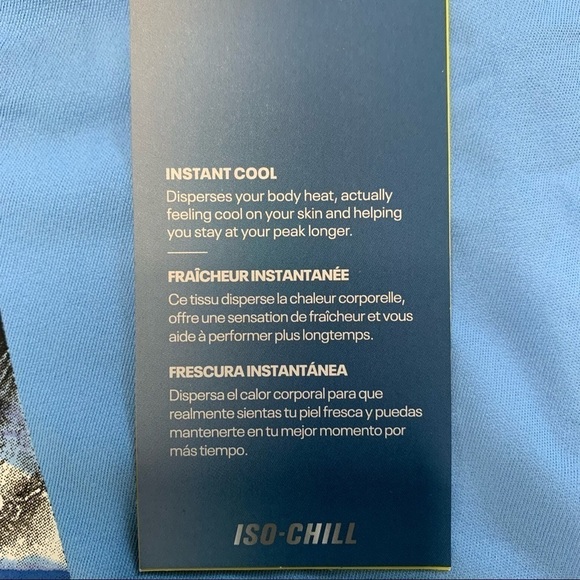 INSTANT COOL
Disperses your body heat, actually
feeling cool on your skin and helping
you stay at your peak longer.
FRAÎCHEUR INSTANTANÉE
Ce tissu disperse la chaleur corporelle,
offre une sensation de fraîcheur et vous
aide à performer plus longtemps.
FRESCURA INSTANTÁNEA
Dispersa el calor corporal para que
realmente sientas tu piel fresca y puedas
mantenerte en tu mejor momento por
más tiempo.
ISO-CHILL